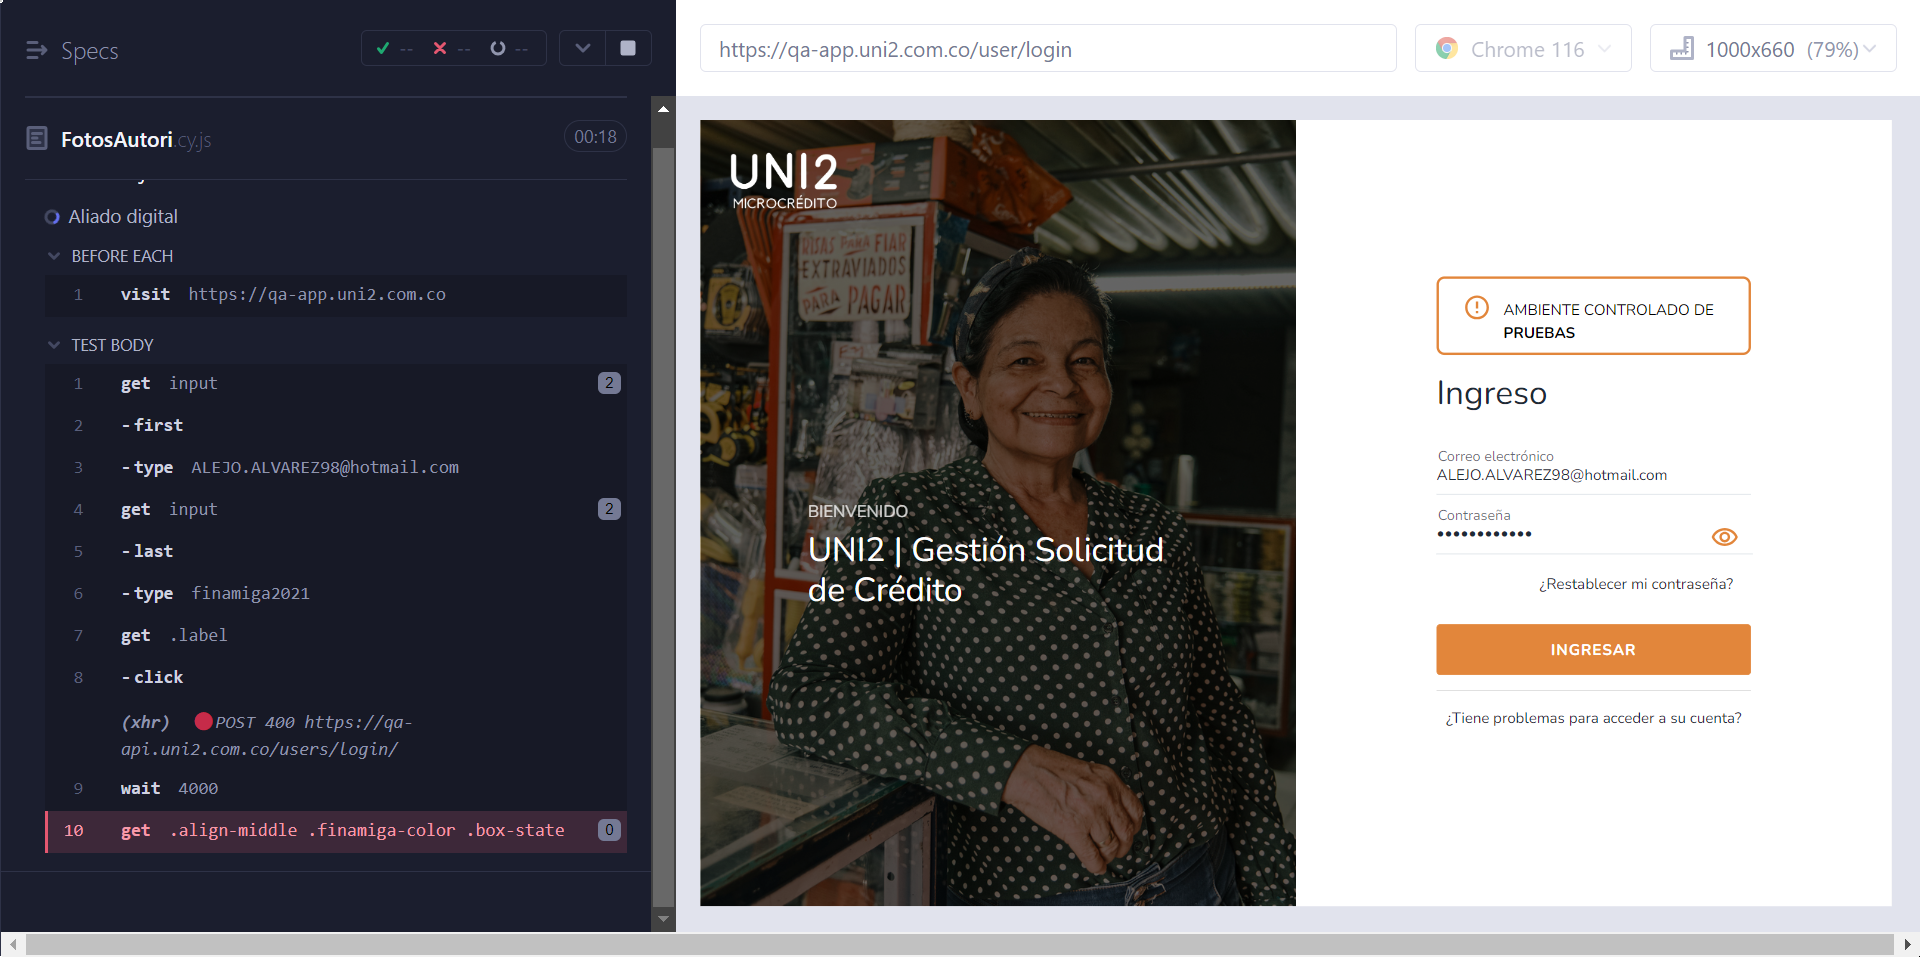 Specs
--
--
--
FotosAutori.cy.js
00:18
Aliado digital
BEFORE EACH
1 visit https://qa-app.uni2.com.co
TEST BODY
1 get input 2
2 -first
3 -type ALEJO.ALVAREZ98@hotmail.com
4 get input 2
5 -last
6 -type finamiga2021
7 get .label
8 -click
(xhr) POST 400 https://qa-
api.uni2.com.co/users/login/
9 wait 4000
10 get .align-middle .finamiga-color .box-state 0
https://qa-app.uni2.com.co/user/login
Chrome 116
1000x660 (79%)
UNI2
MICROCRÉDITO
RISAS PARA FIAR
EXTRAVIADOS
PARA PAGAR
BIENVENIDO
UNI2 | Gestión Solicitud
de Crédito
AMBIENTE CONTROLADO DE
PRUEBAS
Ingreso
Correo electrónico
ALEJO.ALVAREZ98@hotmail.com
Contraseña
••••••••••••
¿Restablecer mi contraseña?
INGRESAR
¿Tiene problemas para acceder a su cuenta?